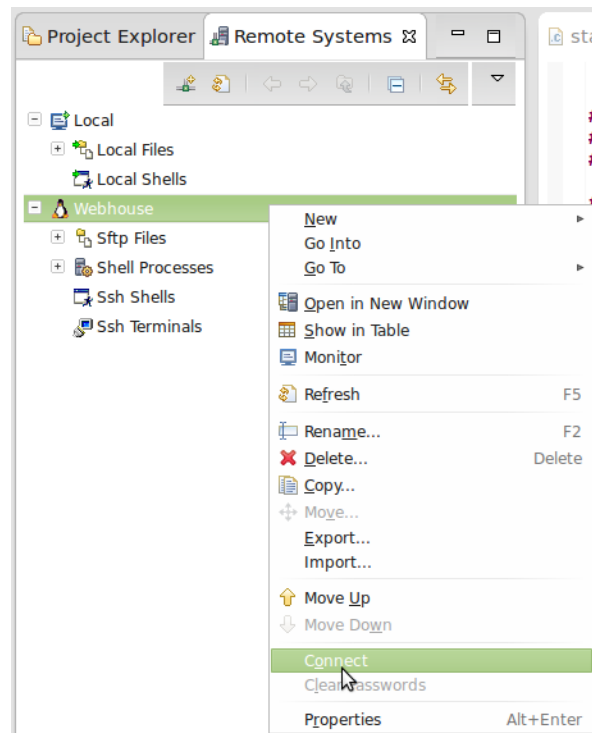 Project Explorer Remote Systems
sta
Local
Local Files
Local Shells
Webhouse
Sftp Files
Shell Processes
Ssh Shells
Ssh Terminals
New
Go Into
Go To
Open in New Window
Show in Table
Monitor
Refresh F5
Rename... F2
Delete... Delete
Copy...
Move...
Export...
Import...
Move Up
Move Down
Connect
Clear Passwords
Properties Alt+Enter